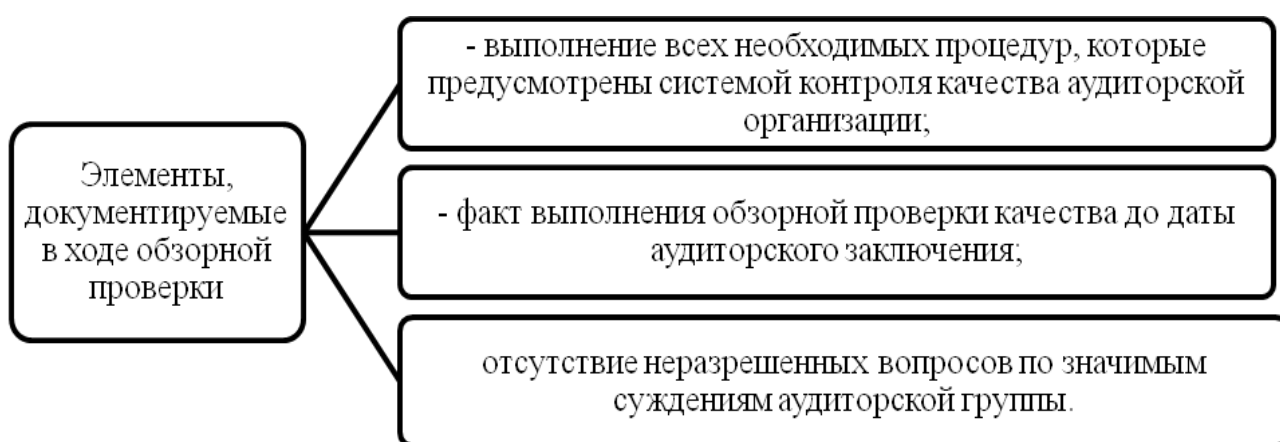 Элементы,
документируемые
в ходе обзорной
проверки
- выполнение всех необходимых процедур, которые
предусмотрены системой контроля качества аудиторской
организации;
- факт выполнения обзорной проверки качества до даты
аудиторского заключения;
отсутствие неразрешенных вопросов по значимым
суждениям аудиторской группы.